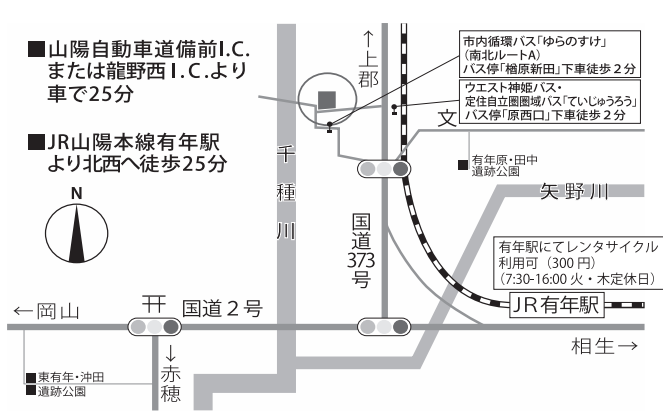 ■山陽自動車道備前I.C.
または龍野西I.C.より
車で25分
■JR山陽本線有年駅
より北西へ徒歩25分
N
↑上郡
市内循環バス「ゆらのすけ」
(南北ルートA)
バス停「楢原新田」下車徒歩2分
ウエスト神姫バス・
定住自立圏圏域バス「ていじゅうろう」
バス停「原西口」下車徒歩2分
文
■有年原・田中
遺跡公園
千種川
矢野川
国道373号
有年駅にてレンタサイクル
利用可（300円）
(7:30-16:00 火・木定休日)
JR有年駅
←岡山
国道2号
相生→
↓赤穂
■東有年・沖田
■遺跡公園